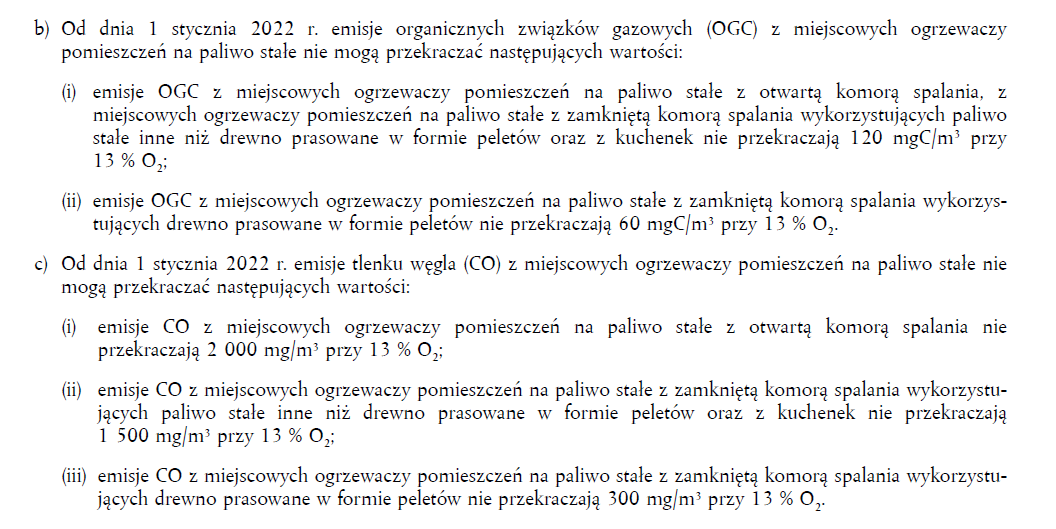 b) Od dnia 1 stycznia 2022 r. emisje organicznych związków gazowych (OGC) z miejscowych ogrzewaczy
pomieszczeń na paliwo stałe nie mogą przekraczać następujących wartości:
(i) emisje OGC z miejscowych ogrzewaczy pomieszczeń na paliwo stałe z otwartą komorą spalania, z
miejscowych ogrzewaczy pomieszczeń na paliwo stałe z zamkniętą komorą spalania wykorzystujących paliwo
stałe inne niż drewno prasowane w formie peletów oraz z kuchenek nie przekraczają 120 mgC/m³ przy
13 % O₂;
(ii) emisje OGC z miejscowych ogrzewaczy pomieszczeń na paliwo stałe z zamkniętą komorą spalania wykorzys-
tujących drewno prasowane w formie peletów nie przekraczają 60 mgC/m³ przy 13 % O₂.
c) Od dnia 1 stycznia 2022 r. emisje tlenku węgla (CO) z miejscowych ogrzewaczy pomieszczeń na paliwo stałe nie
mogą przekraczać następujących wartości:
(i) emisje CO z miejscowych ogrzewaczy pomieszczeń na paliwo stałe z otwartą komorą spalania nie
przekraczają 2 000 mg/m³ przy 13 % O₂;
(ii) emisje CO z miejscowych ogrzewaczy pomieszczeń na paliwo stałe z zamkniętą komorą spalania wykorzystu-
jących paliwo stałe inne niż drewno prasowane w formie peletów oraz z kuchenek nie przekraczają
1 500 mg/m³ przy 13 % O₂;
(iii) emisje CO z miejscowych ogrzewaczy pomieszczeń na paliwo stałe z zamkniętą komorą spalania wykorzystu-
jących drewno prasowane w formie peletów nie przekraczają 300 mg/m³ przy 13 % O₂.